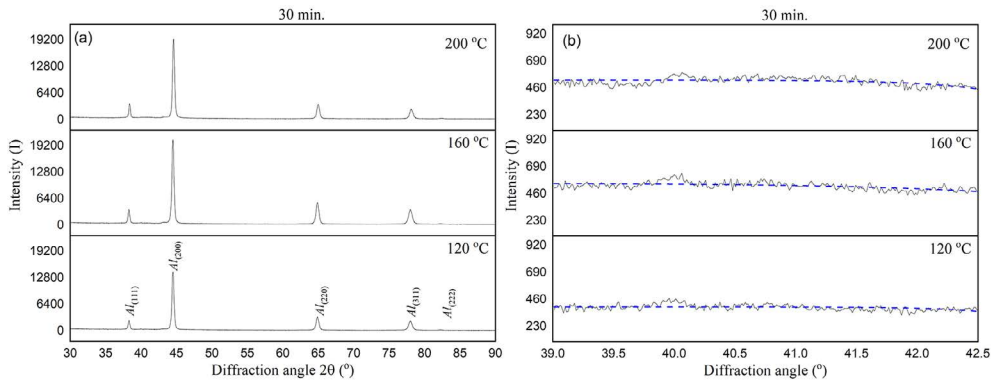 30 min.
(a)
200 °C
19200
12800
6400
0
160 °C
19200
12800
6400
0
120 °C
19200
12800
6400
0
Al(111)
Al(200)
Al(220)
Al(311)
Al(222)
Intensity (I)
30 35 40 45 50 55 60 65 70 75 80 85 90
Diffraction angle 2θ (°)
30 min.
(b)
200 °C
920
690
460
230
160 °C
920
690
460
230
120 °C
920
690
460
230
Intensity (I)
39.0 39.5 40.0 40.5 41.0 41.5 42.0 42.5
Diffraction angle (°)